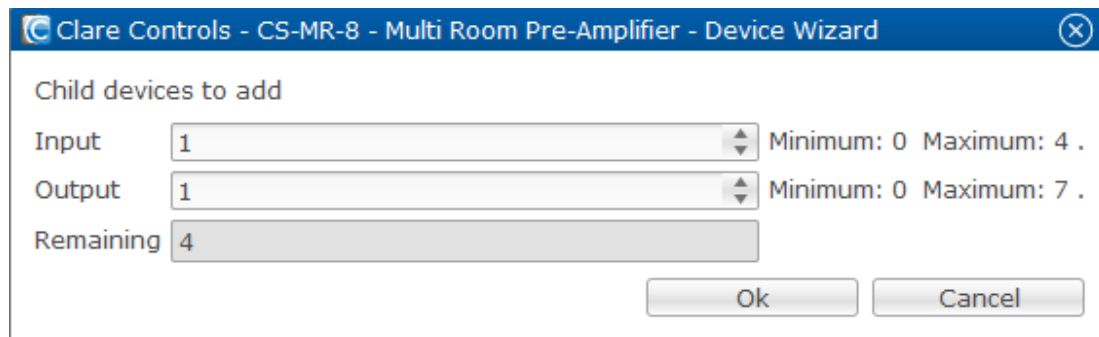 Clare Controls - CS-MR-8 - Multi Room Pre-Amplifier - Device Wizard
Child devices to add
Input 1 Minimum: 0 Maximum: 4 .
Output 1 Minimum: 0 Maximum: 7 .
Remaining 4
Ok Cancel